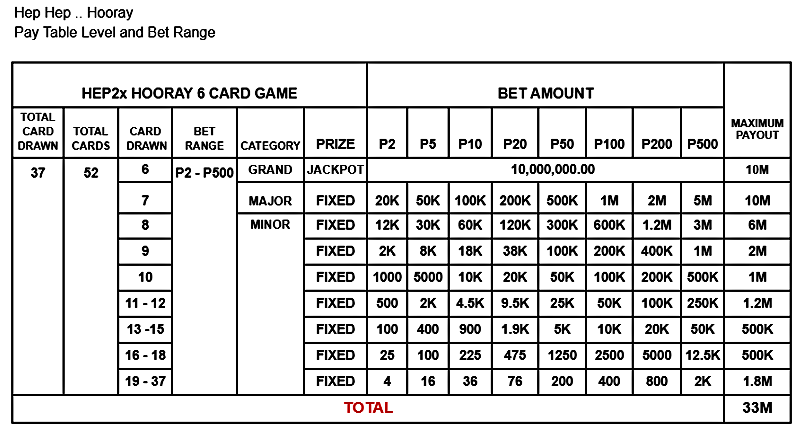 Hep Hep .. Hooray
Pay Table Level and Bet Range
HEP2x HOORAY 6 CARD GAME BET AMOUNT MAXIMUM PAYOUT
TOTAL CARD DRAWN TOTAL CARDS CARD DRAWN BET RANGE CATEGORY PRIZE P2 P5 P10 P20 P50 P100 P200 P500
37 52 6 P2 - P500 GRAND JACKPOT 10,000,000.00 10M
7 MAJOR FIXED 20K 50K 100K 200K 500K 1M 2M 5M 10M
8 MINOR FIXED 12K 30K 60K 120K 300K 600K 1.2M 3M 6M
9 FIXED 2K 8K 18K 38K 100K 200K 400K 1M 2M
10 FIXED 1000 5000 10K 20K 50K 100K 200K 500K 1M
11 - 12 FIXED 500 2K 4.5K 9.5K 25K 50K 100K 250K 1.2M
13 -15 FIXED 100 400 900 1.9K 5K 10K 20K 50K 500K
16 - 18 FIXED 25 100 225 475 1250 2500 5000 12.5K 500K
19 - 37 FIXED 4 16 36 76 200 400 800 2K 1.8M
TOTAL 33M